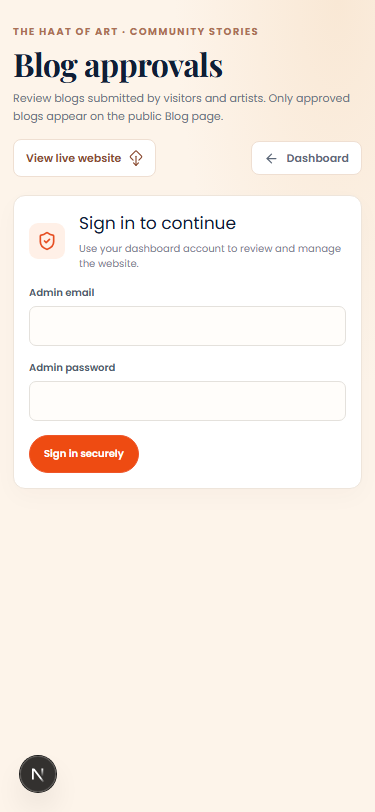 THE HAAT OF ART · COMMUNITY STORIES
Blog approvals
Review blogs submitted by visitors and artists. Only approved
blogs appear on the public Blog page.
View live website
Dashboard
Sign in to continue
Use your dashboard account to review and manage
the website.
Admin email
Admin password
Sign in securely
N